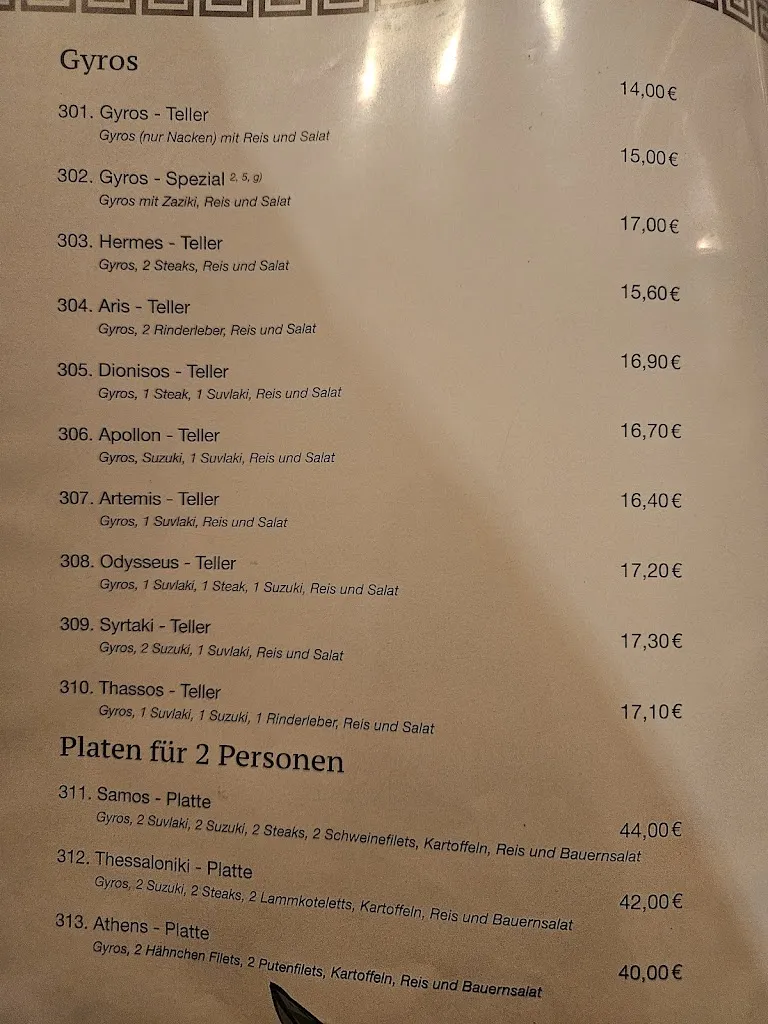 Gyros
301. Gyros - Teller 14,00€
Gyros (nur Nacken) mit Reis und Salat
302. Gyros - Spezial 2, 5, g) 15,00€
Gyros mit Zaziki, Reis und Salat
303. Hermes - Teller 17,00€
Gyros, 2 Steaks, Reis und Salat
304. Aris - Teller 15,60€
Gyros, 2 Rinderleber, Reis und Salat
305. Dionisos - Teller 16,90€
Gyros, 1 Steak, 1 Suvlaki, Reis und Salat
306. Apollon - Teller 16,70€
Gyros, Suzuki, 1 Suvlaki, Reis und Salat
307. Artemis - Teller 16,40€
Gyros, 1 Suvlaki, Reis und Salat
308. Odysseus - Teller 17,20€
Gyros, 1 Suvlaki, 1 Steak, 1 Suzuki, Reis und Salat
309. Syrtaki - Teller 17,30€
Gyros, 2 Suzuki, 1 Suvlaki, Reis und Salat
310. Thassos - Teller 17,10€
Gyros, 1 Suvlaki, 1 Suzuki, 1 Rinderleber, Reis und Salat
Platen für 2 Personen
311. Samos - Platte 44,00€
Gyros, 2 Suvlaki, 2 Suzuki, 2 Steaks, 2 Schweinefilets, Kartoffeln, Reis und Bauernsalat
312. Thessaloniki - Platte 42,00€
Gyros, 2 Suzuki, 2 Steaks, 2 Lammkoteletts, Kartoffeln, Reis und Bauernsalat
313. Athens - Platte 40,00€
Gyros, 2 Hähnchen Filets, 2 Putenfilets, Kartoffeln, Reis und Bauernsalat